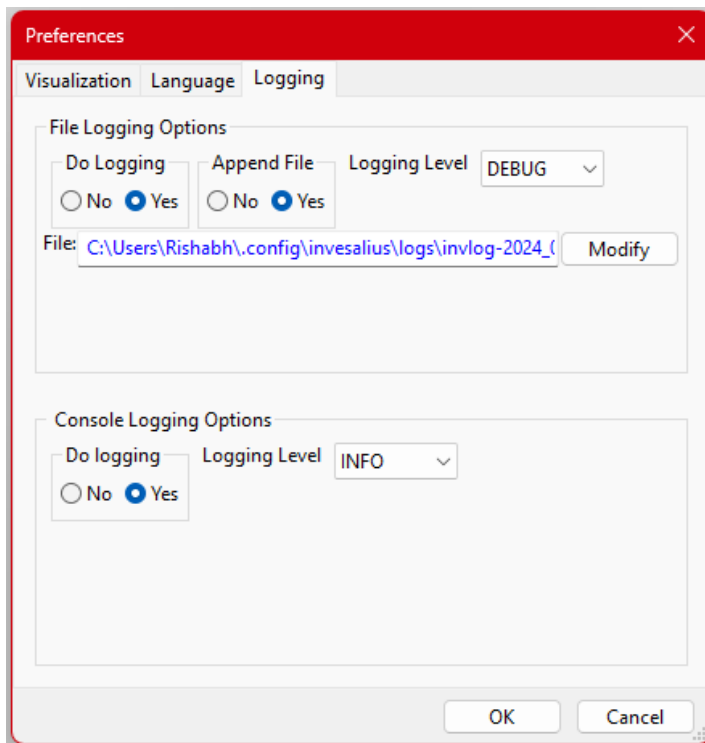 Preferences
Visualization Language Logging
File Logging Options
Do Logging Append File Logging Level DEBUG
No Yes No Yes
File: C:\Users\Rishabh\.config\invesalius\logs\invlog-2024_
Modify
Console Logging Options
Do logging Logging Level INFO
No Yes
OK Cancel